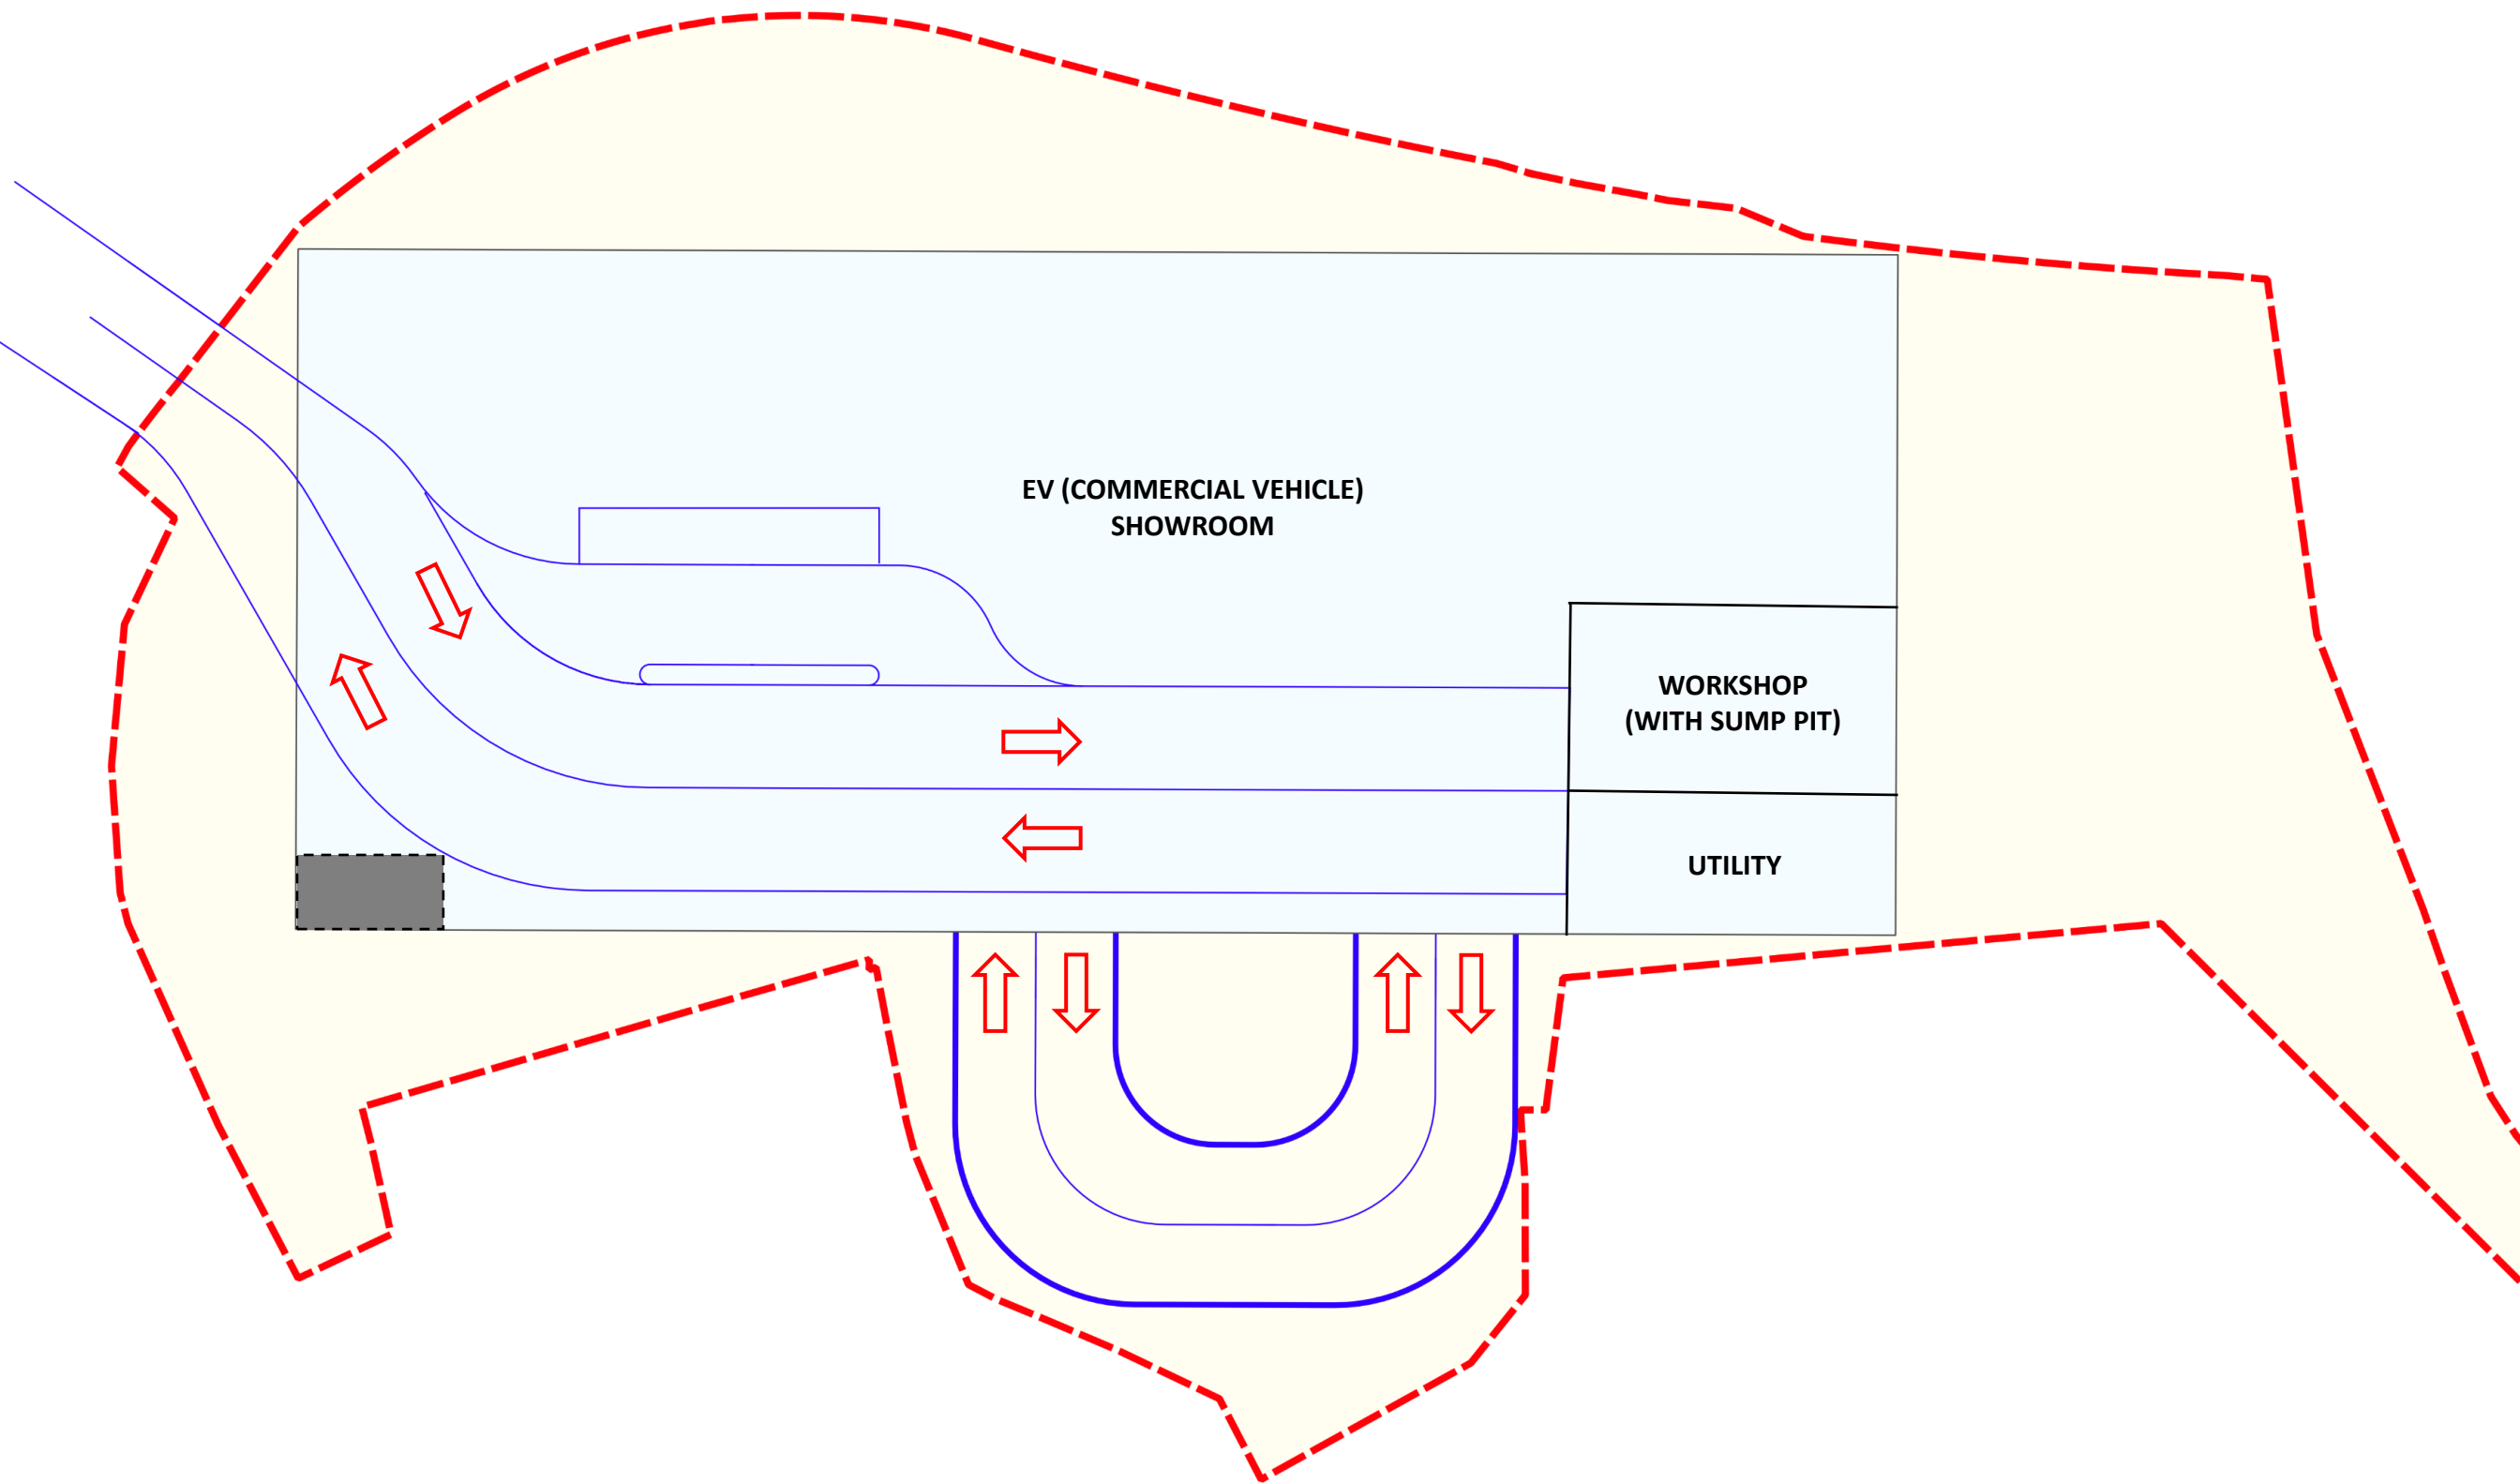 EV (COMMERCIAL VEHICLE)
SHOWROOM
WORKSHOP
(WITH SUMP PIT)
UTILITY